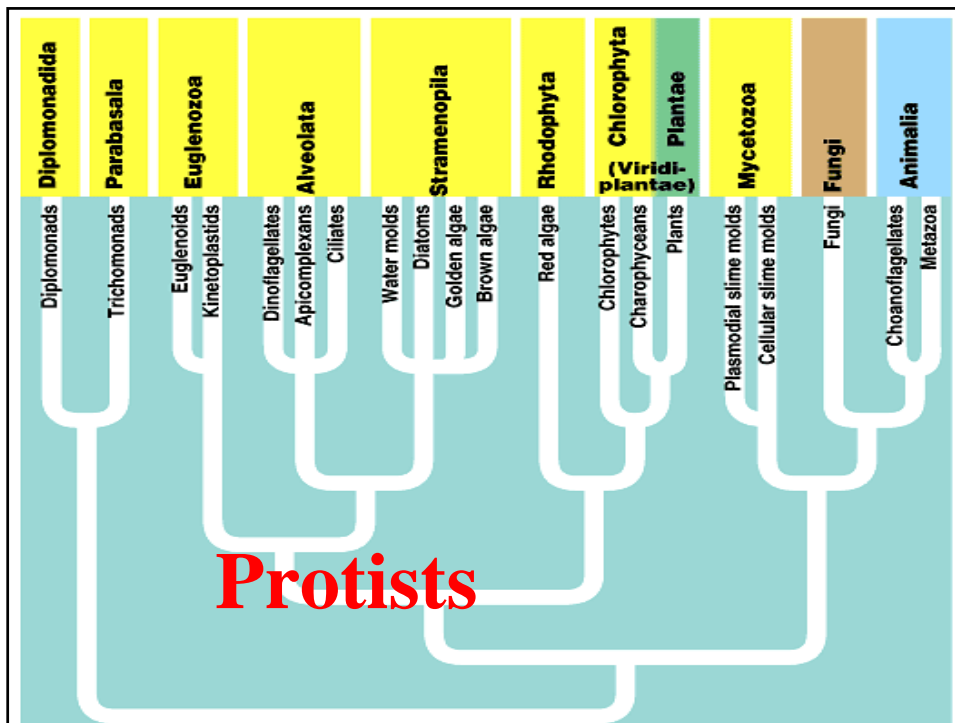 Diplomonadida
Parabasala
Euglenozoa
Alveolata
Stramenopila
Rhodophyta
Chlorophyta
Plantae
(Viridi-
plantae)
Mycetozoa
Fungi
Animalia
Diplomonads
Trichomonads
Euglenoids
Kinetoplastids
Dinoflagellates
Apicomplexans
Ciliates
Water molds
Diatoms
Golden algae
Brown algae
Red algae
Chlorophytes
Charophyceans
Plants
Plasmodial slime molds
Cellular slime molds
Fungi
Choanoflagellates
Metazoa
Protists